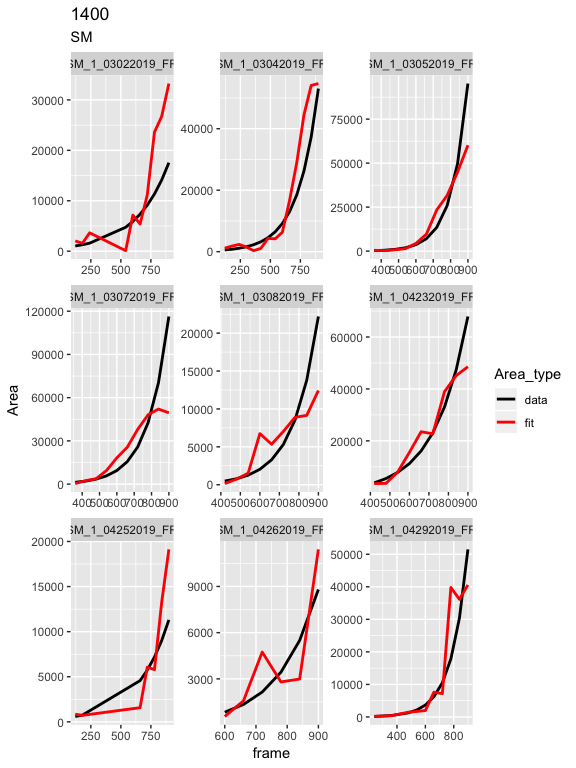 1400
SM
SM_1_03022019_FF SM_1_03042019_FF SM_1_03052019_FF
30000 20000 10000 0
40000 20000 0
75000 50000 25000 0
250 500 750
250 500 750
400 500 600 700 800 900
SM_1_03072019_FF SM_1_03082019_FF SM_1_04232019_FF
120000 90000 60000 30000 0
20000 15000 10000 5000 0
60000 40000 20000
400 500 600 700 800 900
400 500 600 700 800 900
400 500 600 700 800 900
SM_1_04252019_FF SM_1_04262019_FF SM_1_04292019_FF
20000 15000 10000 5000 0
9000 6000 3000
50000 40000 30000 20000 10000 0
250 500 750
600 700 800 900
400 600 800
Area
frame
Area_type
data
fit